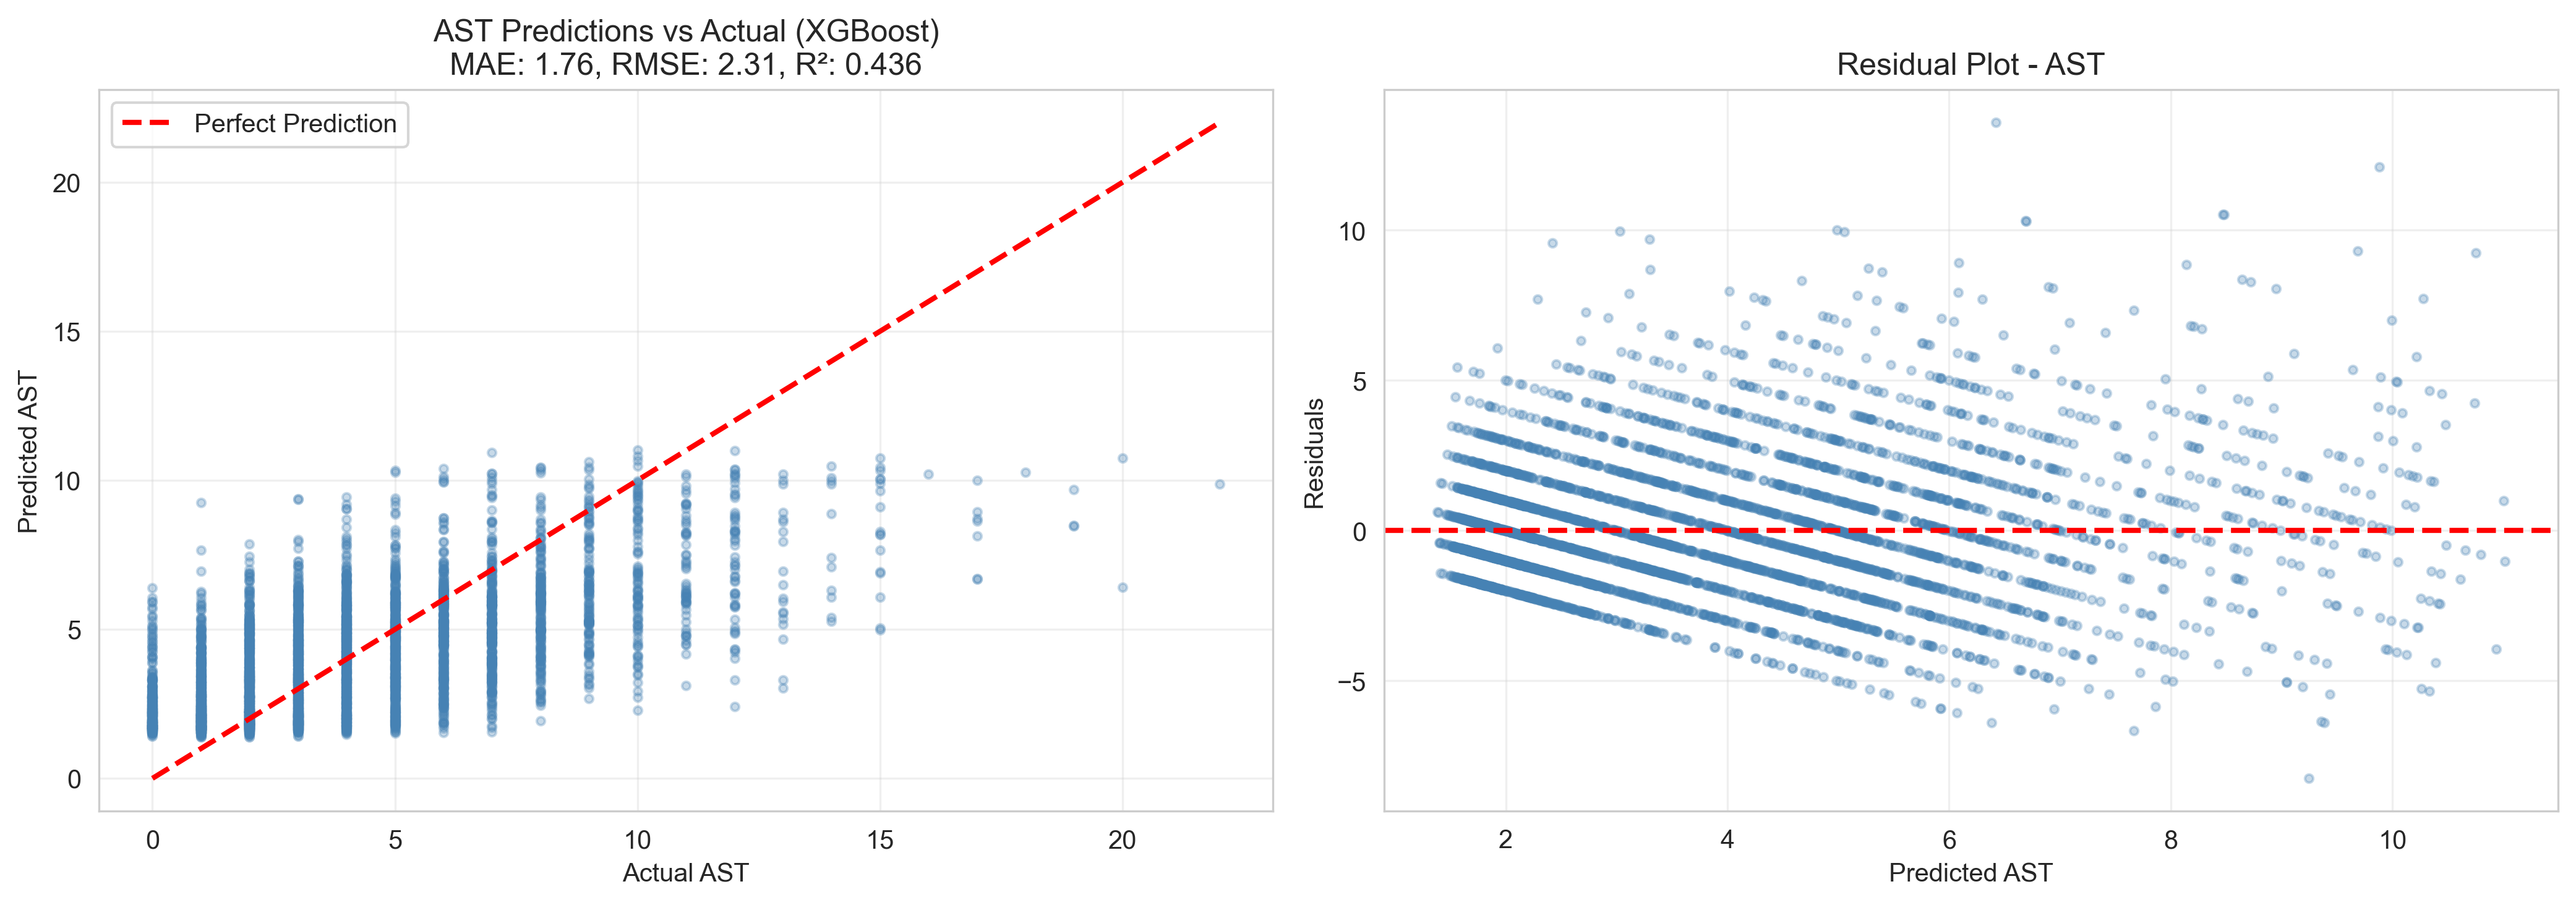 AST Predictions vs Actual (XGBoost)
MAE: 1.76, RMSE: 2.31, R²: 0.436
Perfect Prediction
Predicted AST
20
15
10
5
0
0
5
10
15
20
Actual AST
Residual Plot - AST
Residuals
10
5
0
−5
2
4
6
8
10
Predicted AST